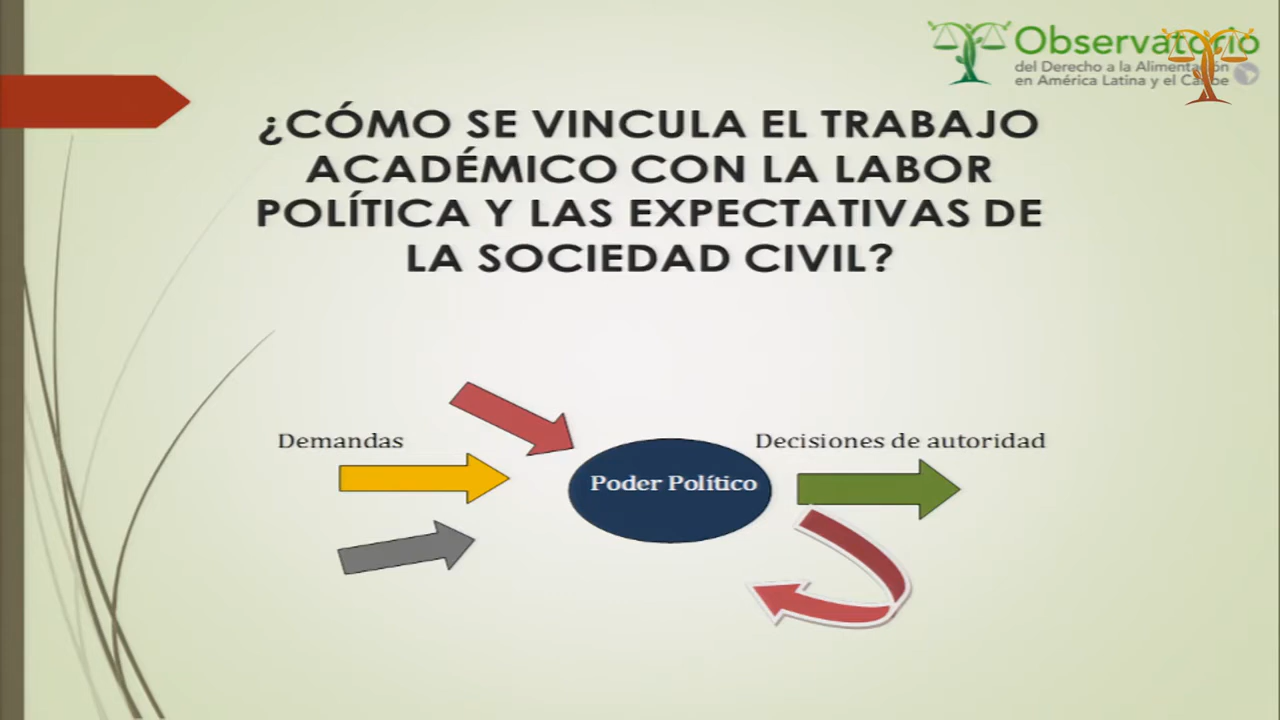 Observatorio
del Derecho a la Alimentación
en América Latina y el Caribe
¿CÓMO SE VINCULA EL TRABAJO
ACADÉMICO CON LA LABOR
POLÍTICA Y LAS EXPECTATIVAS DE
LA SOCIEDAD CIVIL?
Demandas
Decisiones de autoridad
Poder Político